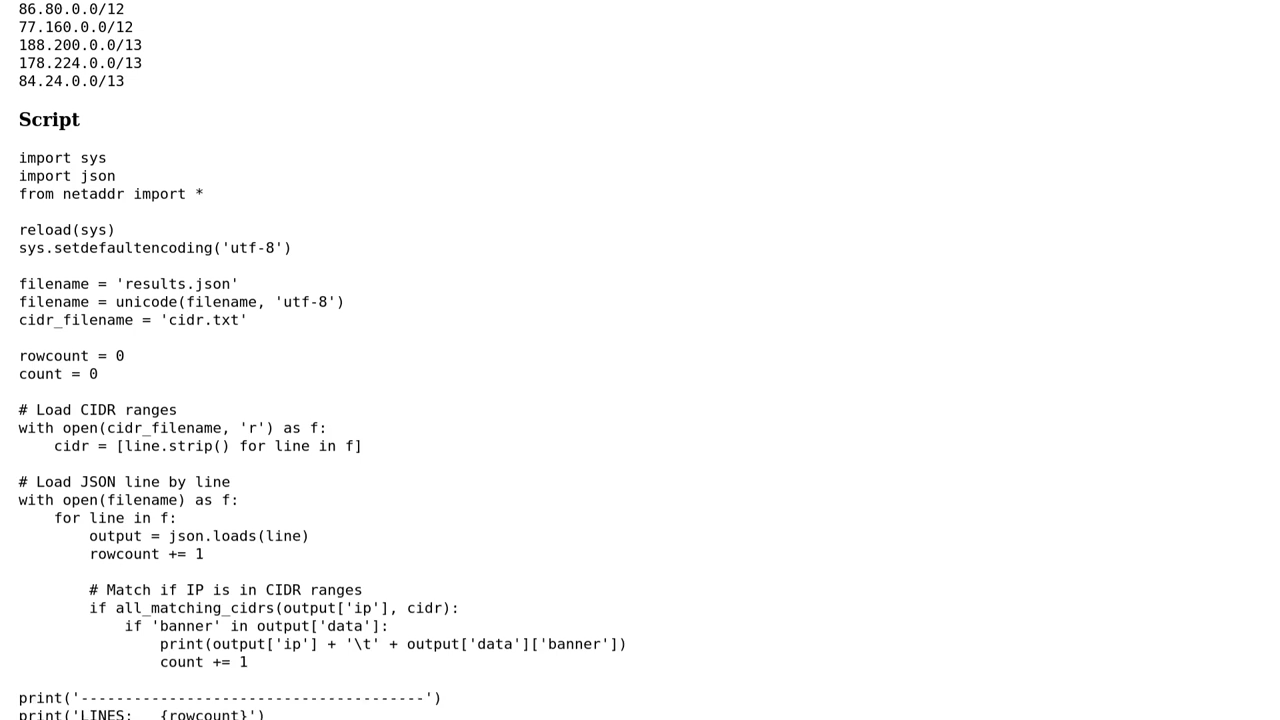 86.80.0.0/12
77.160.0.0/12
188.200.0.0/13
178.224.0.0/13
84.24.0.0/13
Script
import sys
import json
from netaddr import *
reload(sys)
sys.setdefaultencoding('utf-8')
filename = 'results.json'
filename = unicode(filename, 'utf-8')
cidr_filename = 'cidr.txt'
rowcount = 0
count = 0
# Load CIDR ranges
with open(cidr_filename, 'r') as f:
    cidr = [line.strip() for line in f]
# Load JSON line by line
with open(filename) as f:
    for line in f:
        output = json.loads(line)
        rowcount += 1
        # Match if IP is in CIDR ranges
        if all_matching_cidrs(output['ip'], cidr):
            if 'banner' in output['data']:
                print(output['ip'] + '\t' + output['data']['banner'])
                count += 1
print('---------------------------------------')
print('LINES:   {rowcount}')